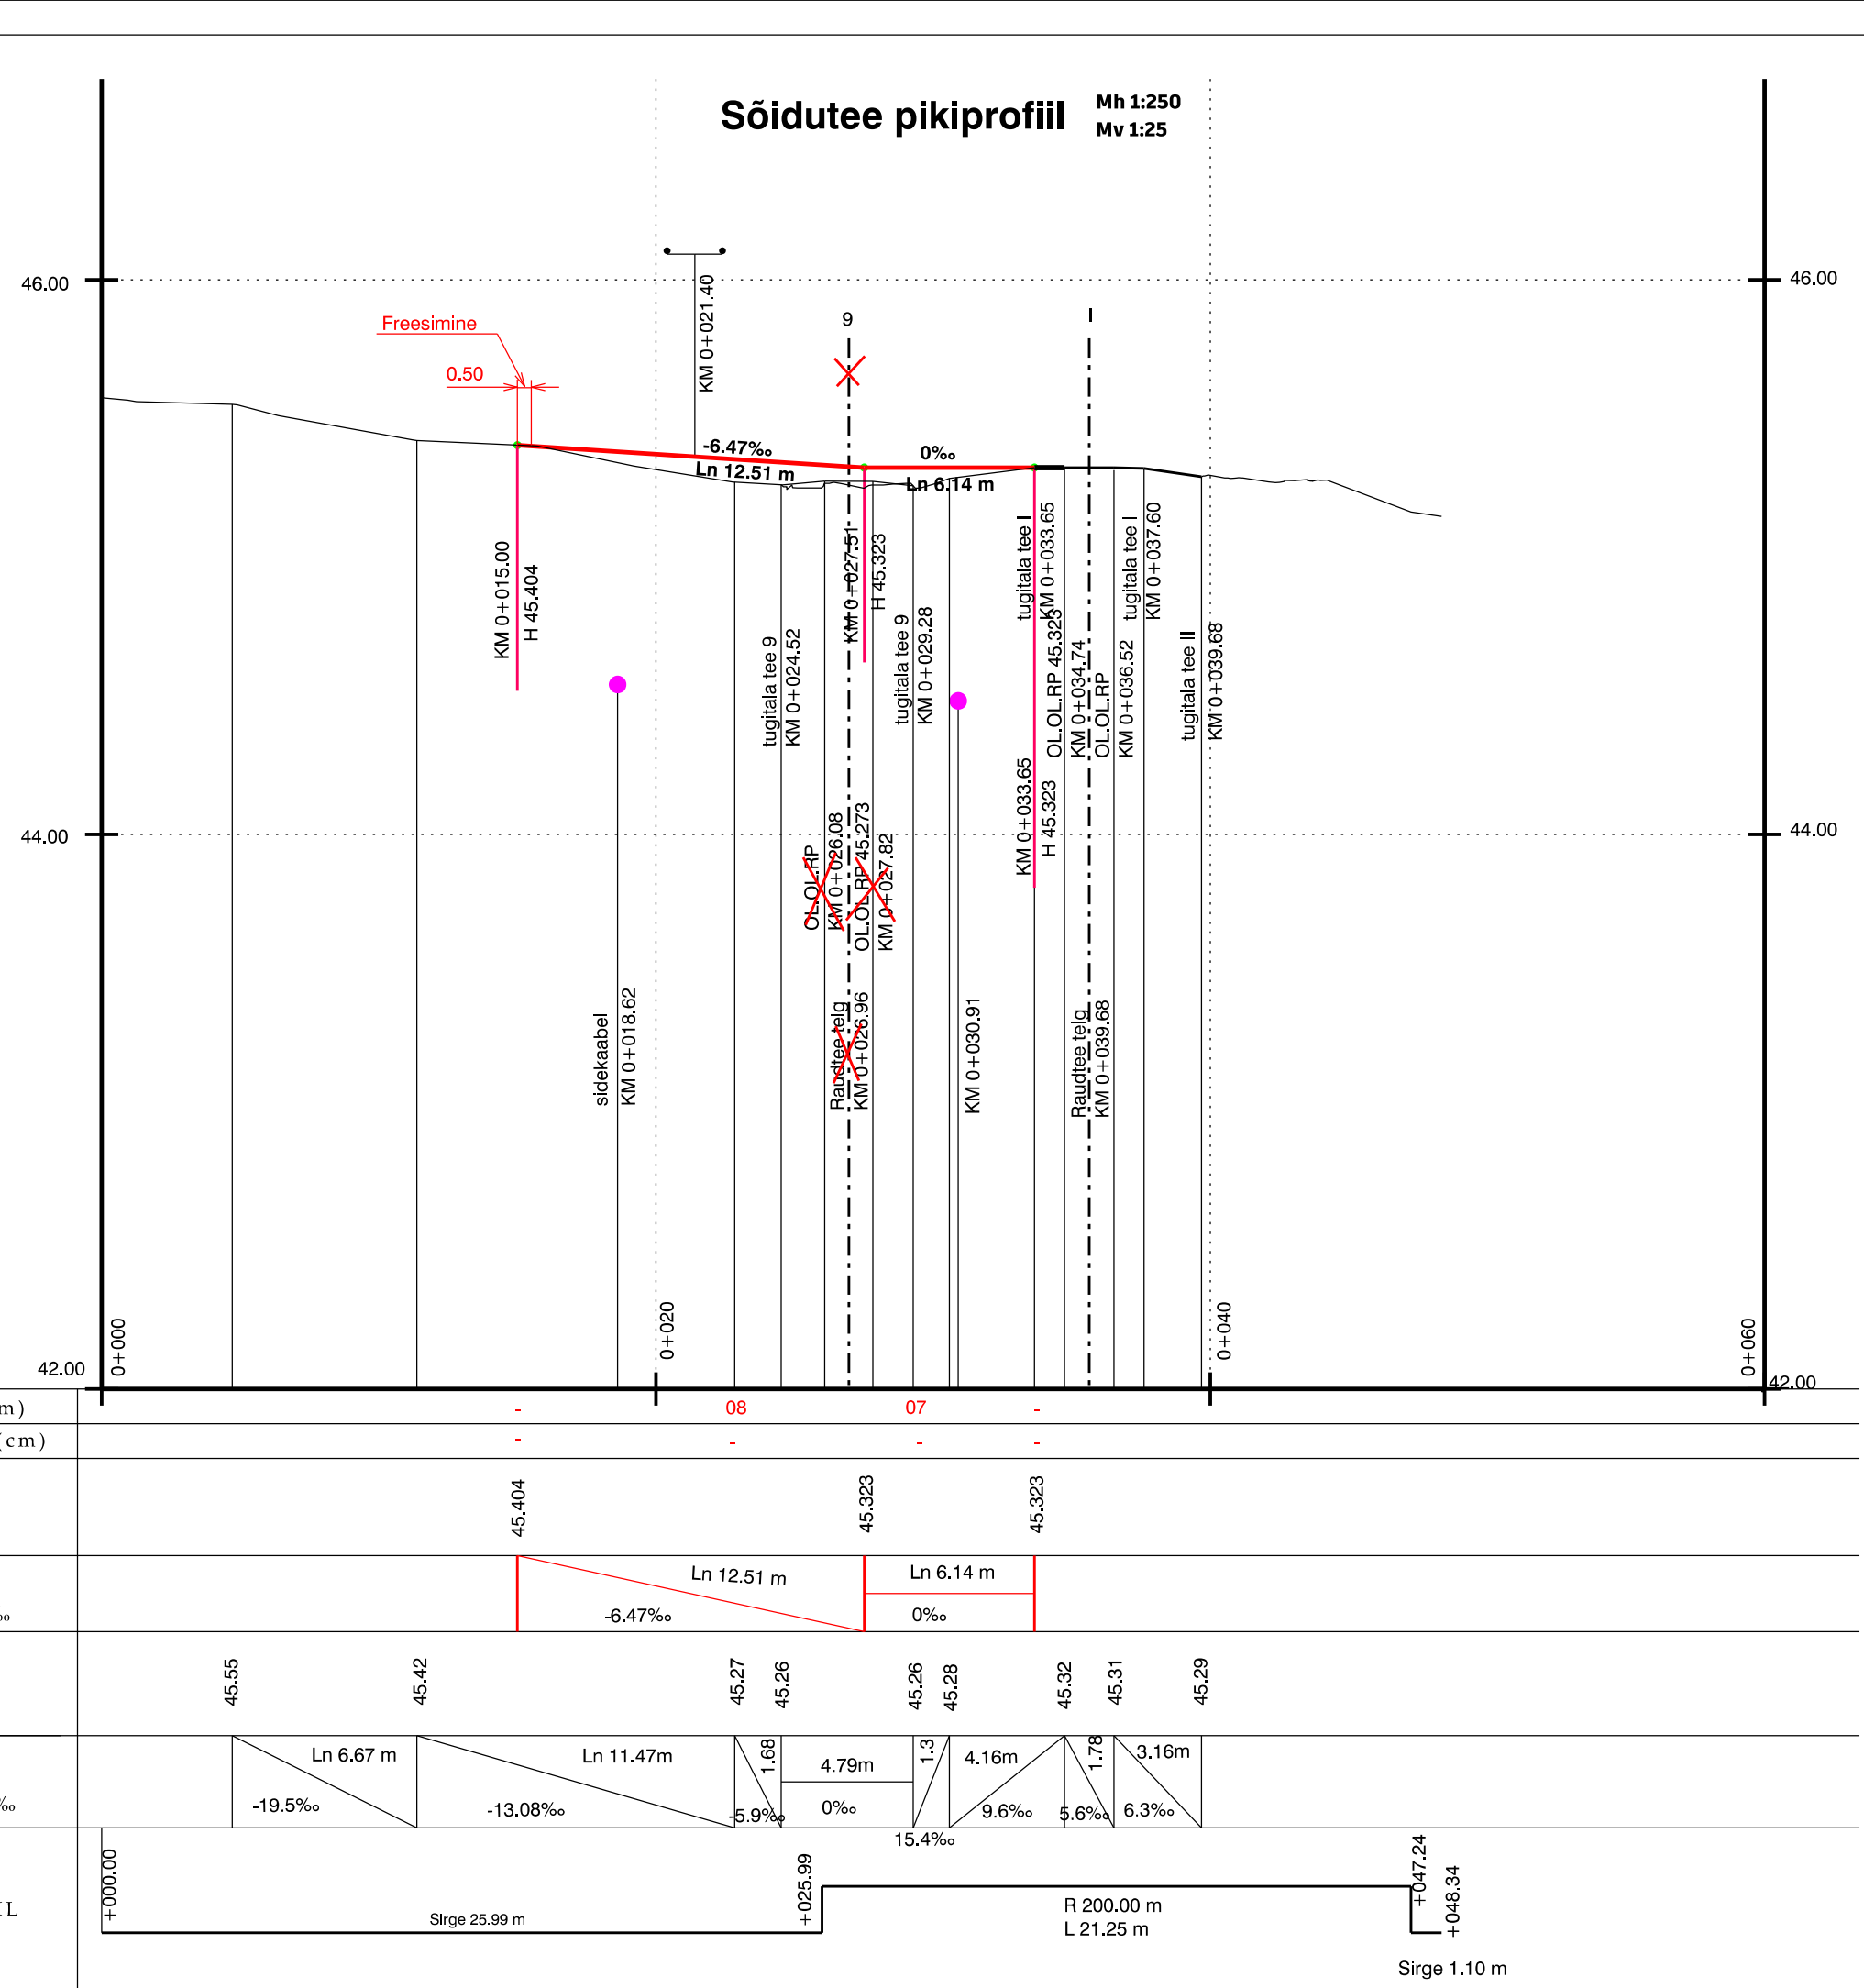 Sõidutee pikiprofiil
Mh 1:250
Mv 1:25
46.00
46.00
Freesimine
0.50
KM 0+021.40
9
I
-6.47‰
Ln 12.51 m
0‰
Ln 6.14 m
KM 0+015.00
H 45.404
sidekaabel
KM 0+018.62
tugitala tee 9
KM 0+024.52
KM 0+027.51
H 45.323
tugitala tee 9
KM 0+029.28
tugitala tee I
KM 0+033.65
OL.OL.RP 45.323
KM 0+034.74
OL.OL.RP
KM 0+036.52
tugitala tee I
KM 0+037.60
tugitala tee II
KM 0+039.68
44.00
44.00
OL.OL.RP
KM 0+026.08
OL.OL.RP 45.273
KM 0+027.82
KM 0+033.65
H 45.323
Raudtee telg
KM 0+026.96
KM 0+030.91
Raudtee telg
KM 0+039.68
42.00
0+000
0+020
0+040
0+060
42.00
m)
- 08 07 -
(cm)
- - - -
45.404
45.323
45.323
Ln 12.51 m
Ln 6.14 m
-6.47‰
0‰
‰
45.55
45.42
45.27
45.26
45.26
45.28
45.32
45.31
45.29
Ln 6.67 m
Ln 11.47m
1.68
4.79m
1.3
4.16m
1.78
3.16m
‰
-19.5‰
-13.08‰
-5.9‰
0‰
15.4‰
9.6‰
5.6‰
6.3‰
+000.00
Sirge 25.99 m
+025.99
R 200.00 m
L 21.25 m
+047.24
+048.34
Sirge 1.10 m